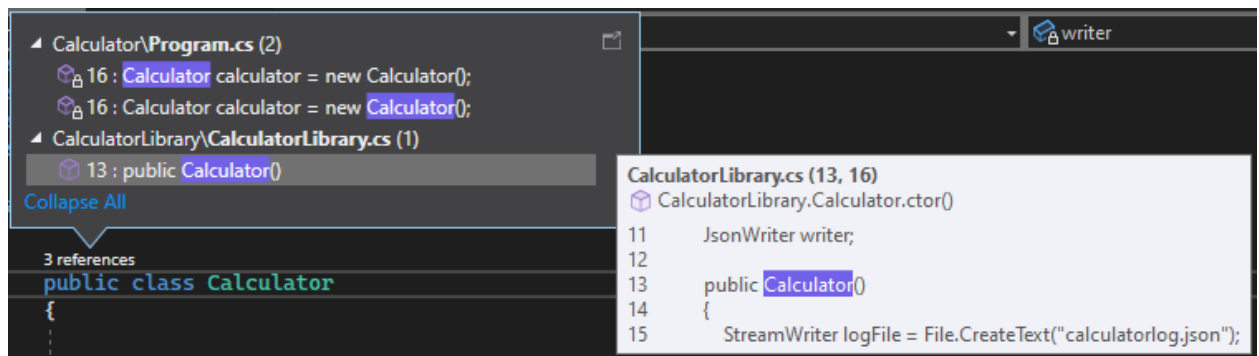 Calculator\Program.cs (2)
16 : Calculator calculator = new Calculator();
16 : Calculator calculator = new Calculator();
CalculatorLibrary\CalculatorLibrary.cs (1)
13 : public Calculator()
Collapse All
writer
CalculatorLibrary.cs (13, 16)
CalculatorLibrary.Calculator.ctor()
11 JsonWriter writer;
12
13 public Calculator()
14 {
15 StreamWriter logFile = File.CreateText("calculatorlog.json");
3 references
public class Calculator
{